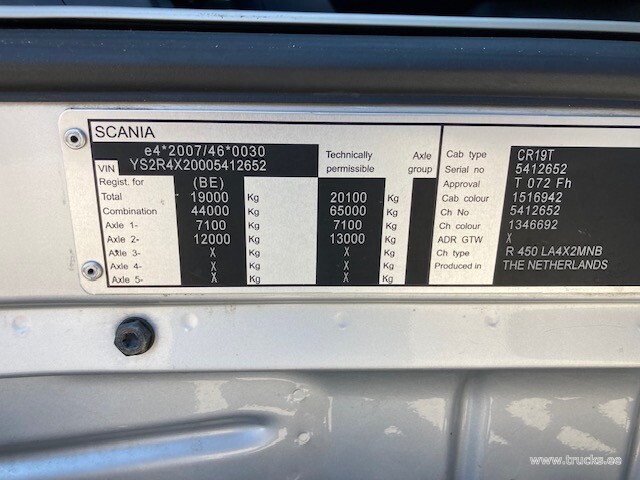 SCANIA
e4*2007/46*0030
VIN YS2R4X20005412652 Technically permissible Axle group
Regist. for (BE)
Total 19000 Kg 20100 Kg
Combination 44000 Kg 65000 Kg
Axle 1- 7100 Kg 7100 Kg
Axle 2- 12000 Kg 13000 Kg
Axle 3- X Kg X Kg
Axle 4- X Kg X Kg
Axle 5- X Kg X Kg
Cab type CR19T
Serial no 5412652
Approval T 072 Fh
Cab colour 1516942
Ch No 5412652
Ch colour 1346692
ADR GTW X
Ch type R 450 LA4X2MNB
Produced in THE NETHERLANDS
www.trucks.ee